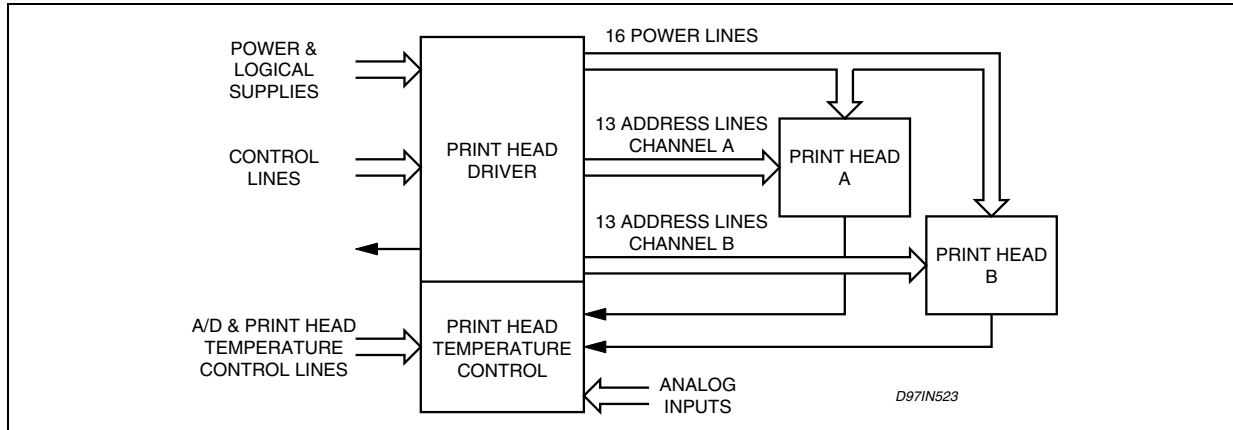 POWER &
LOGICAL
SUPPLIES
CONTROL
LINES
A/D & PRINT HEAD
TEMPERATURE
CONTROL LINES
PRINT HEAD
DRIVER
PRINT HEAD
TEMPERATURE
CONTROL
16 POWER LINES
13 ADDRESS LINES
CHANNEL A
13 ADDRESS LINES
CHANNEL B
PRINT HEAD
A
PRINT HEAD
B
ANALOG
INPUTS
D97IN523